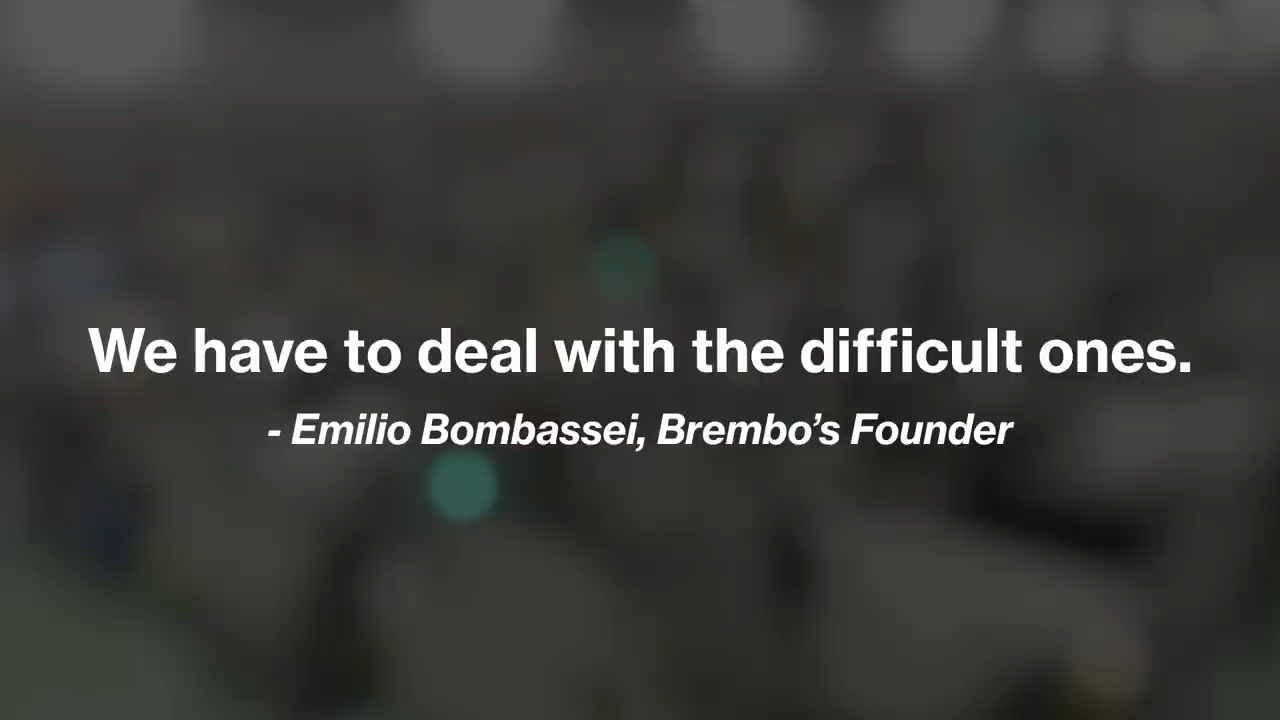 We have to deal with the difficult ones.
- Emilio Bombassei, Brembo’s Founder